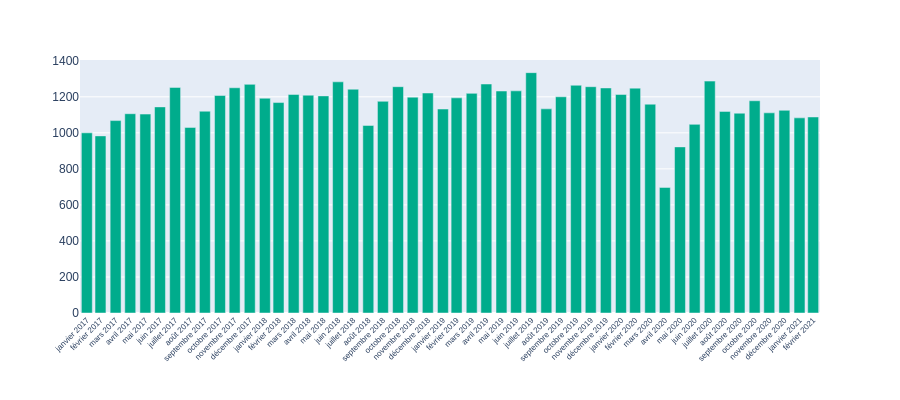 1400
1200
1000
800
600
400
200
0
janvier 2017
février 2017
mars 2017
avril 2017
mai 2017
juin 2017
juillet 2017
août 2017
septembre 2017
octobre 2017
novembre 2017
décembre 2017
janvier 2018
février 2018
mars 2018
avril 2018
mai 2018
juin 2018
juillet 2018
août 2018
septembre 2018
octobre 2018
novembre 2018
décembre 2018
janvier 2019
février 2019
mars 2019
avril 2019
mai 2019
juin 2019
juillet 2019
août 2019
septembre 2019
octobre 2019
novembre 2019
décembre 2019
janvier 2020
février 2020
mars 2020
avril 2020
mai 2020
juin 2020
juillet 2020
août 2020
septembre 2020
octobre 2020
novembre 2020
décembre 2020
janvier 2021
février 2021